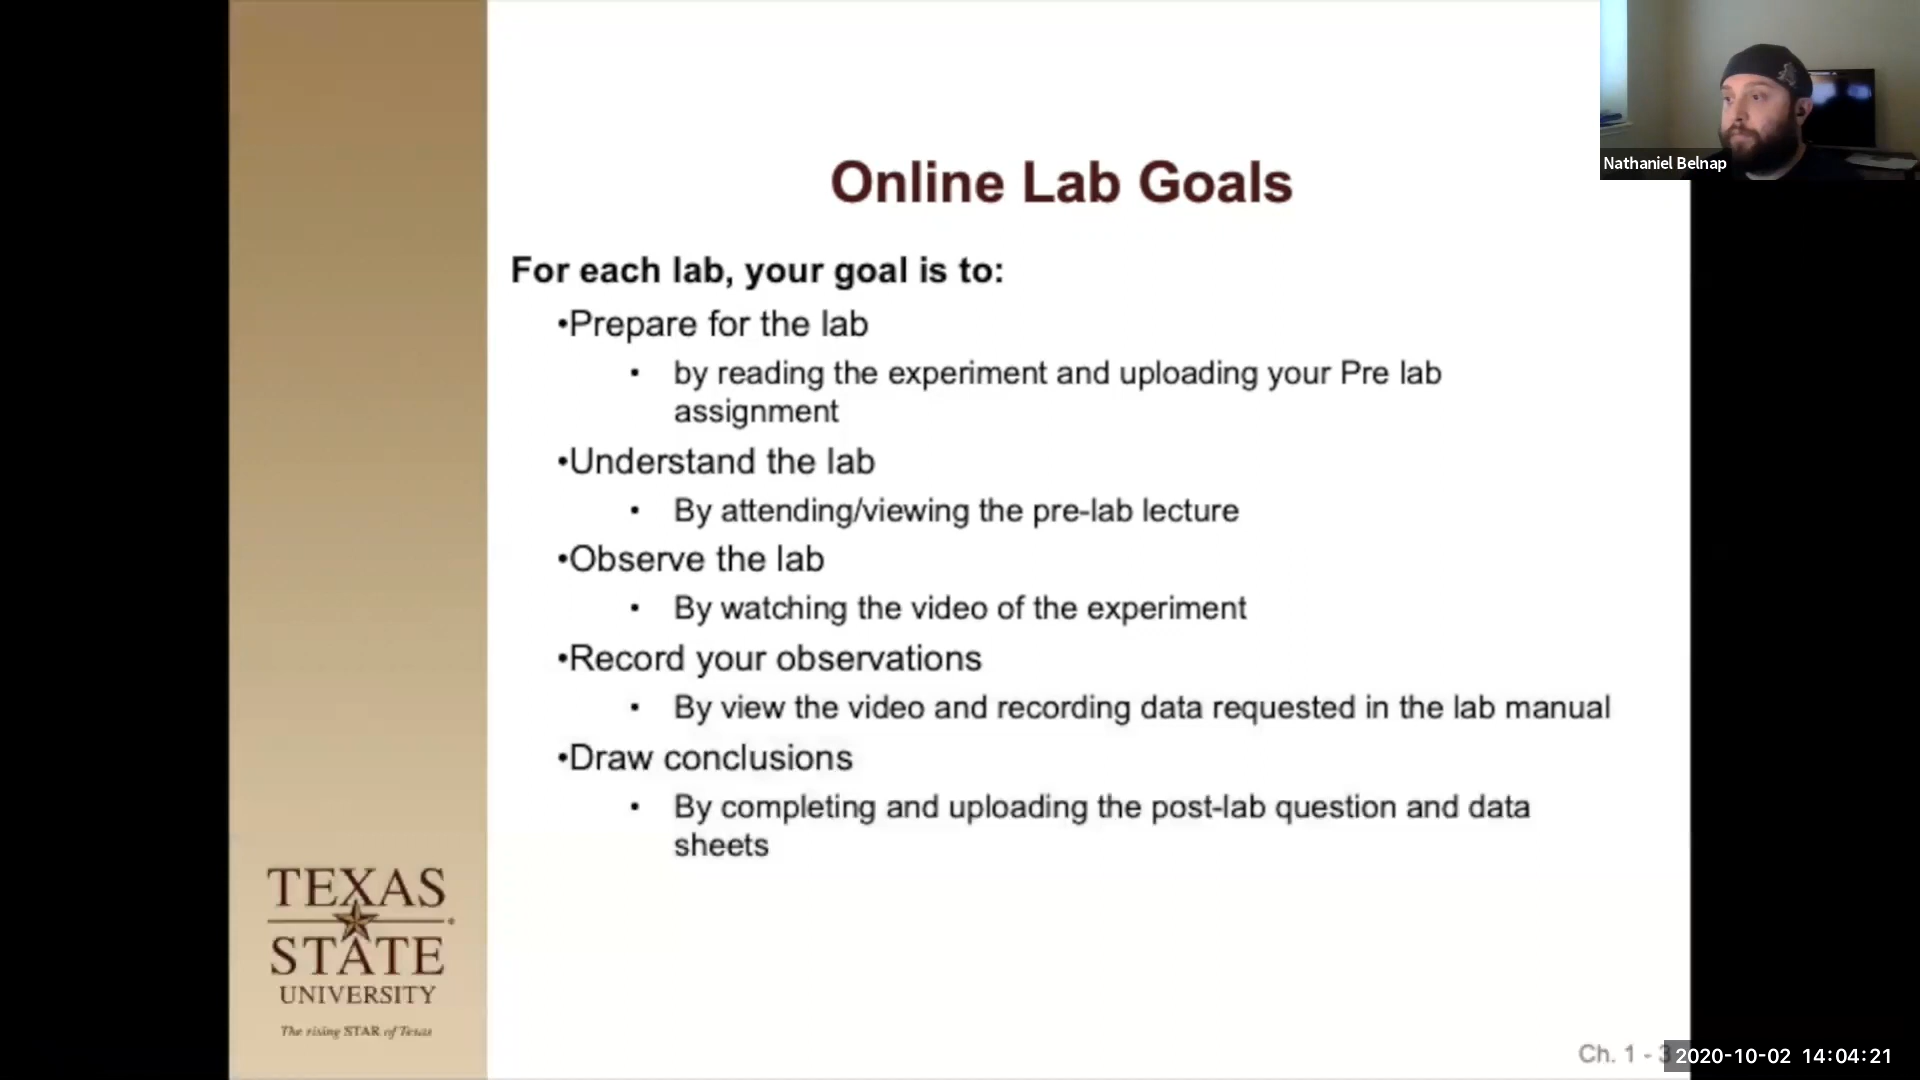 Nathaniel Belnap
Online Lab Goals
For each lab, your goal is to:
•Prepare for the lab
• by reading the experiment and uploading your Pre lab
assignment
•Understand the lab
• By attending/viewing the pre-lab lecture
•Observe the lab
• By watching the video of the experiment
•Record your observations
• By view the video and recording data requested in the lab manual
•Draw conclusions
• By completing and uploading the post-lab question and data
sheets
TEXAS
STATE
UNIVERSITY
The rising STAR of Texas
Ch. 1 - 3
2020-10-02 14:04:21